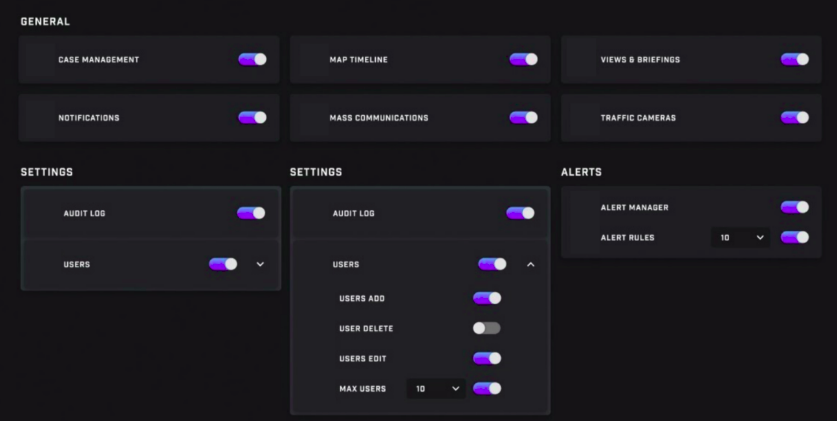 GENERAL
CASE MANAGEMENT
MAP TIMELINE
VIEWS & BRIEFINGS
NOTIFICATIONS
MASS COMMUNICATIONS
TRAFFIC CAMERAS
SETTINGS
AUDIT LOG
USERS
SETTINGS
AUDIT LOG
USERS
USERS ADD
USER DELETE
USERS EDIT
MAX USERS 10
ALERTS
ALERT MANAGER
ALERT RULES 10